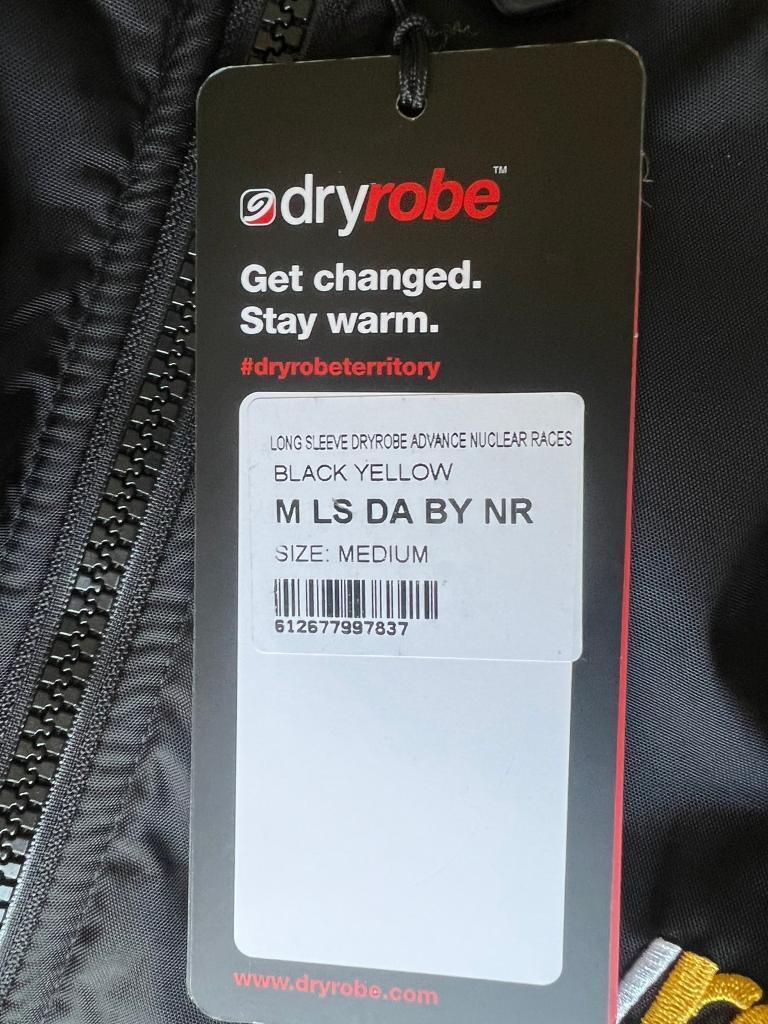 dryrobe™
Get changed.
Stay warm.
#dryrobeterritory
LONG SLEEVE DRYROBE ADVANCE NUCLEAR RACES
BLACK YELLOW
M LS DA BY NR
SIZE: MEDIUM
612677997837
www.dryrobe.com